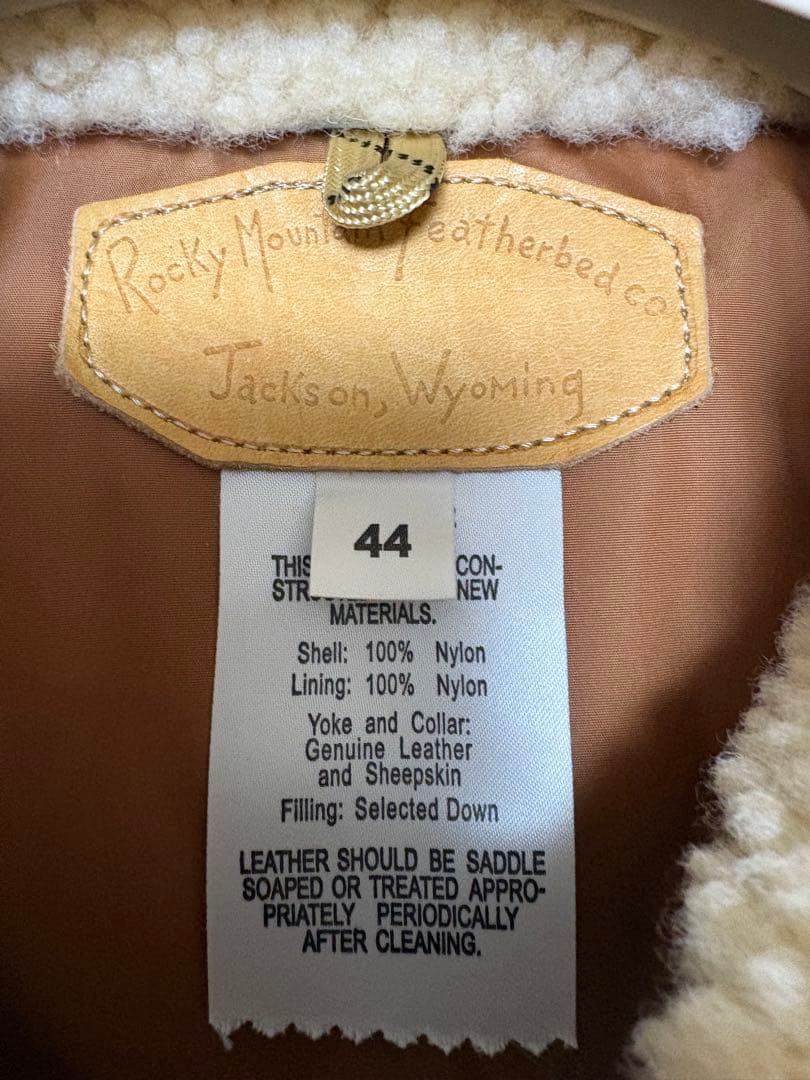 Rocky Mountain Featherbed co
Jackson, Wyoming
44
THIS CON-
STR NEW
MATERIALS.
Shell: 100% Nylon
Lining: 100% Nylon
Yoke and Collar:
Genuine Leather
and Sheepskin
Filling: Selected Down
LEATHER SHOULD BE SADDLE
SOAPED OR TREATED APPRO-
PRIATELY PERIODICALLY
AFTER CLEANING.